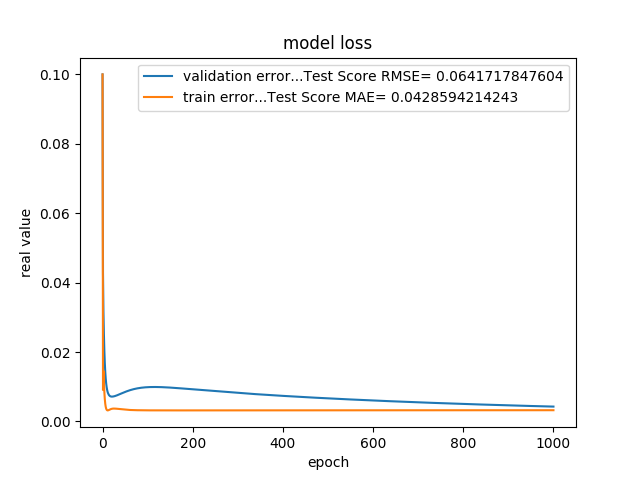 model loss
validation error...Test Score RMSE= 0.0641717847604
train error...Test Score MAE= 0.0428594214243
real value
0.10
0.08
0.06
0.04
0.02
0.00
0 200 400 600 800 1000
epoch